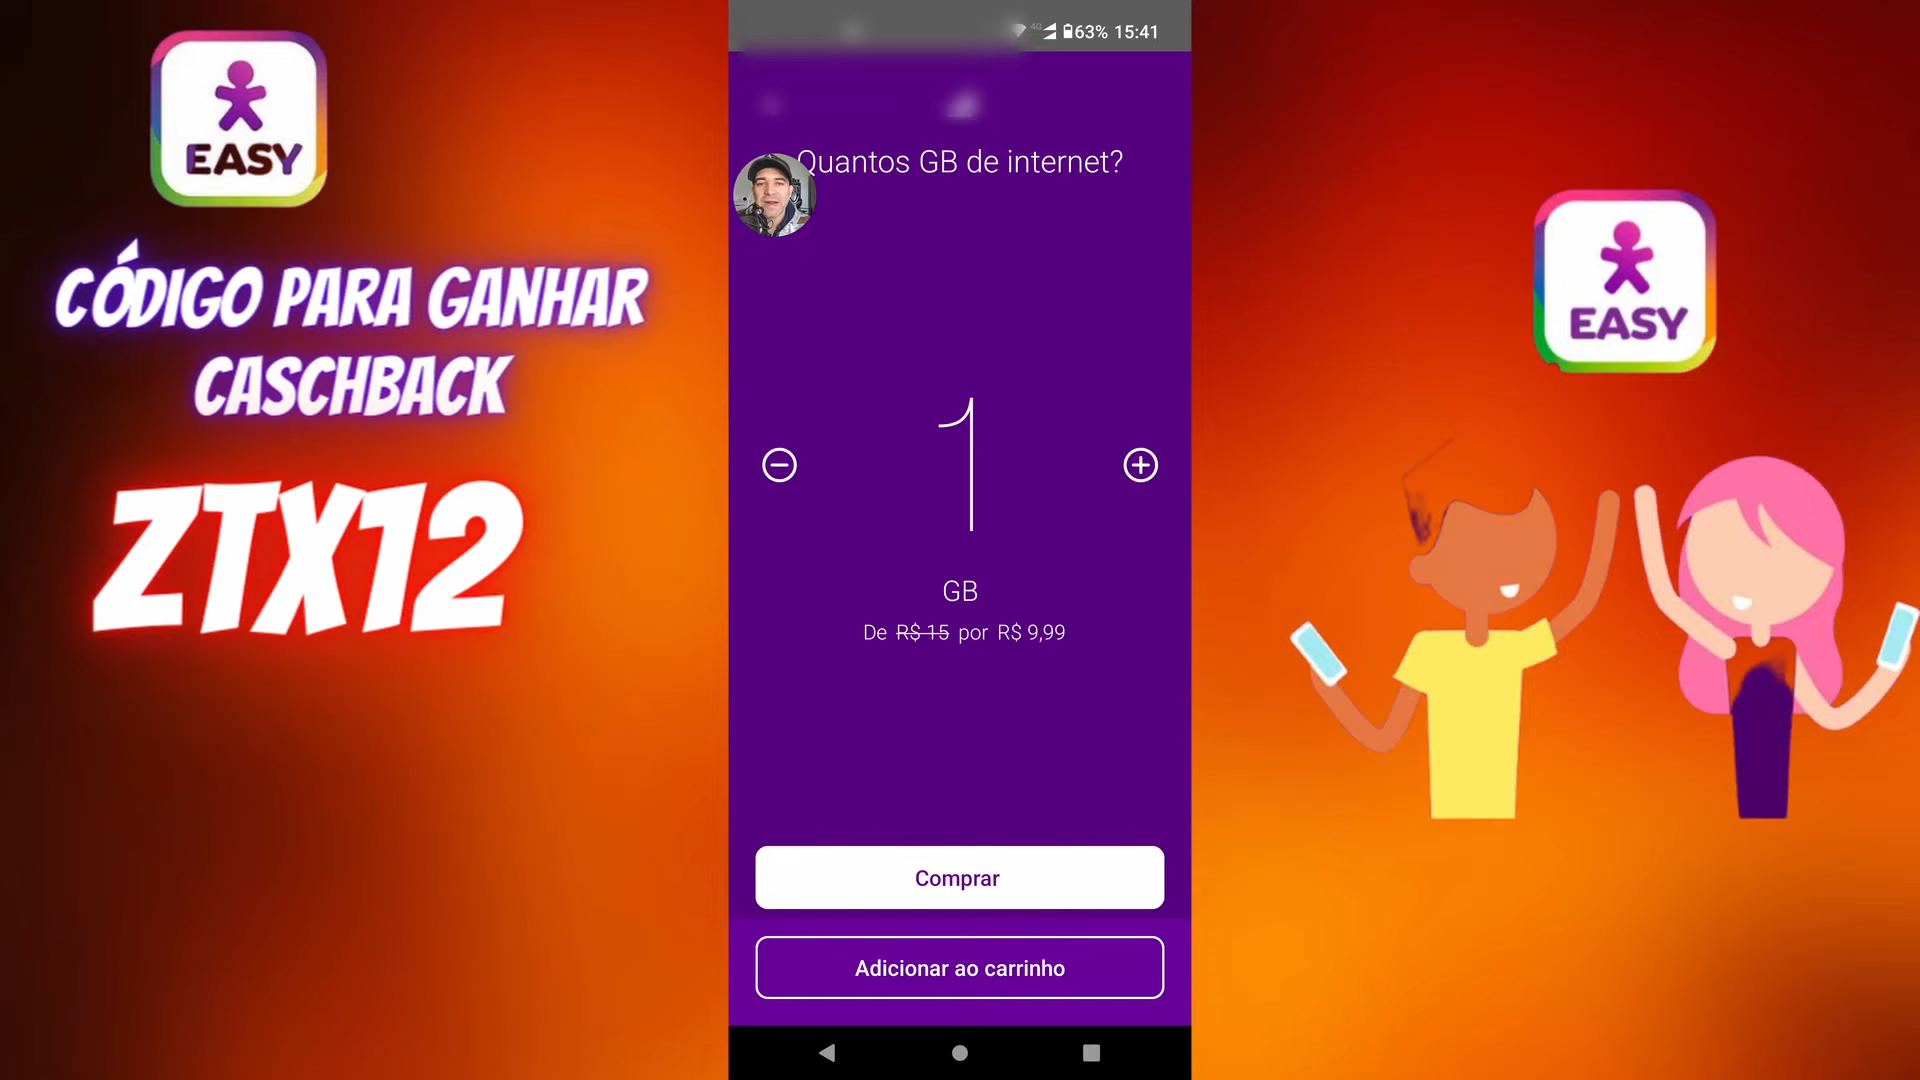 EASY
CÓDIGO PARA GANHAR
CASCHBACK
ZTX12
4G 63% 15:41
Quantos GB de internet?
1
GB
De R$ 15 por R$ 9,99
Comprar
Adicionar ao carrinho
EASY